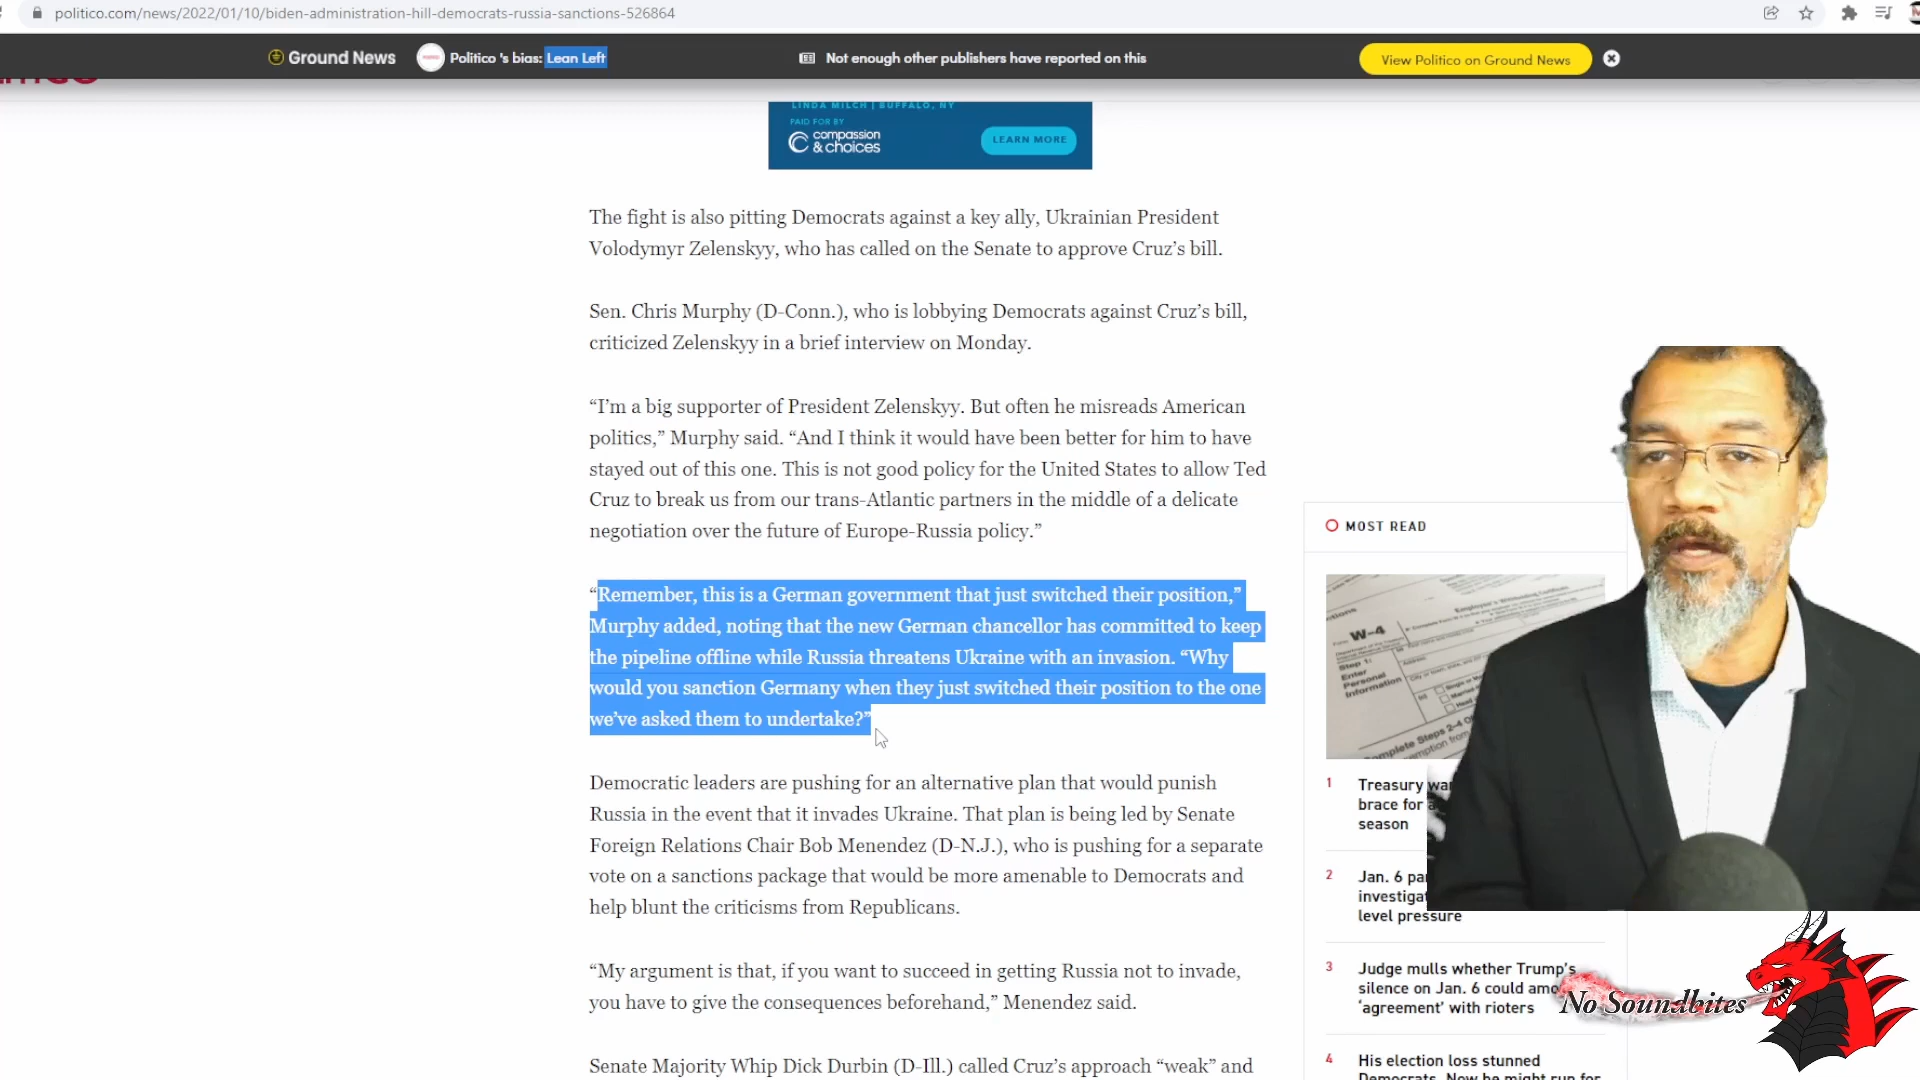 politico.com/news/2022/01/10/biden-administration-hill-democrats-russia-sanctions-526864
Ground News
Politico 's bias: Lean Left
Not enough other publishers have reported on this
View Politico on Ground News
LINDA MILCH | BUFFALO, NY
PAID FOR BY
compassion
& choices
LEARN MORE
The fight is also pitting Democrats against a key ally, Ukrainian President
Volodymyr Zelenskyy, who has called on the Senate to approve Cruz’s bill.
Sen. Chris Murphy (D-Conn.), who is lobbying Democrats against Cruz’s bill,
criticized Zelenskyy in a brief interview on Monday.
“I’m a big supporter of President Zelenskyy. But often he misreads American
politics,” Murphy said. “And I think it would have been better for him to have
stayed out of this one. This is not good policy for the United States to allow Ted
Cruz to break us from our trans-Atlantic partners in the middle of a delicate
negotiation over the future of Europe-Russia policy.”
“Remember, this is a German government that just switched their position,”
Murphy added, noting that the new German chancellor has committed to keep
the pipeline offline while Russia threatens Ukraine with an invasion. “Why
would you sanction Germany when they just switched their position to the one
we’ve asked them to undertake?”
Democratic leaders are pushing for an alternative plan that would punish
Russia in the event that it invades Ukraine. That plan is being led by Senate
Foreign Relations Chair Bob Menendez (D-N.J.), who is pushing for a separate
vote on a sanctions package that would be more amenable to Democrats and
help blunt the criticisms from Republicans.
“My argument is that, if you want to succeed in getting Russia not to invade,
you have to give the consequences beforehand,” Menendez said.
Senate Majority Whip Dick Durbin (D-Ill.) called Cruz’s approach “weak” and
MOST READ
W-4
Step 1:
Enter
Personal
Information
1
Treasury
brace for
season
2
Jan. 6
level pressure
3
Judge mulls whether Trump’s
silence on Jan. 6 could
‘agreement’ with rioters
4
His election loss stunned
Democrats. Now he might run for
No Soundbites